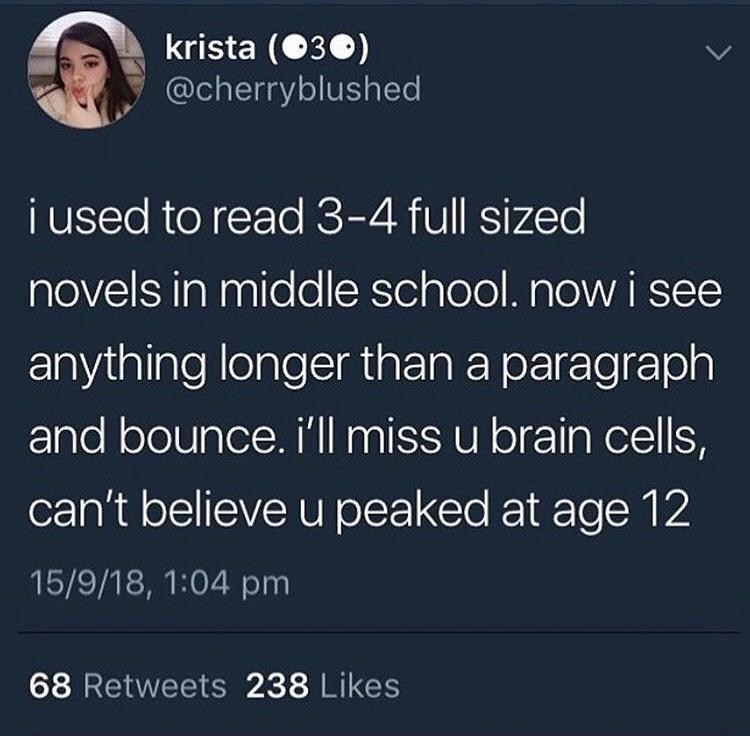 krista (●3●)
@cherryblushed
i used to read 3-4 full sized
novels in middle school. now i see
anything longer than a paragraph
and bounce. i'll miss u brain cells,
can't believe u peaked at age 12
15/9/18, 1:04 pm
68 Retweets 238 Likes